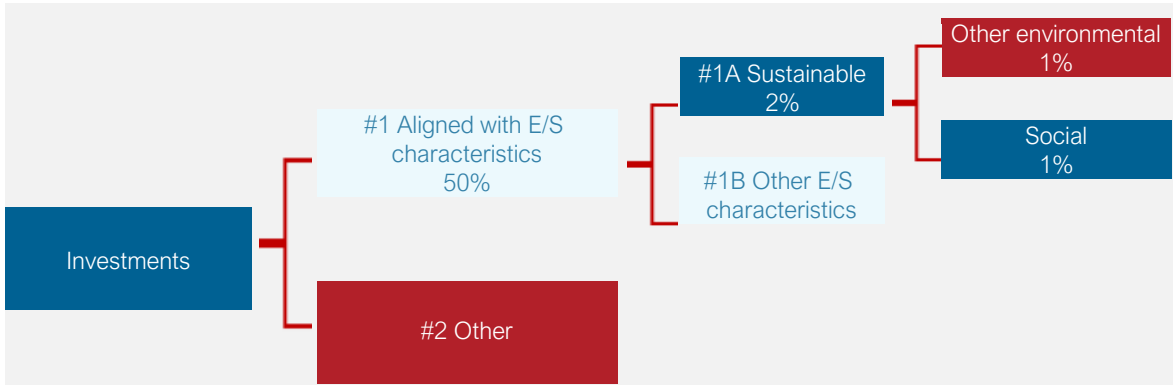 Investments
#1 Aligned with E/S
characteristics
50%
#2 Other
#1A Sustainable
2%
#1B Other E/S
characteristics
Other environmental
1%
Social
1%